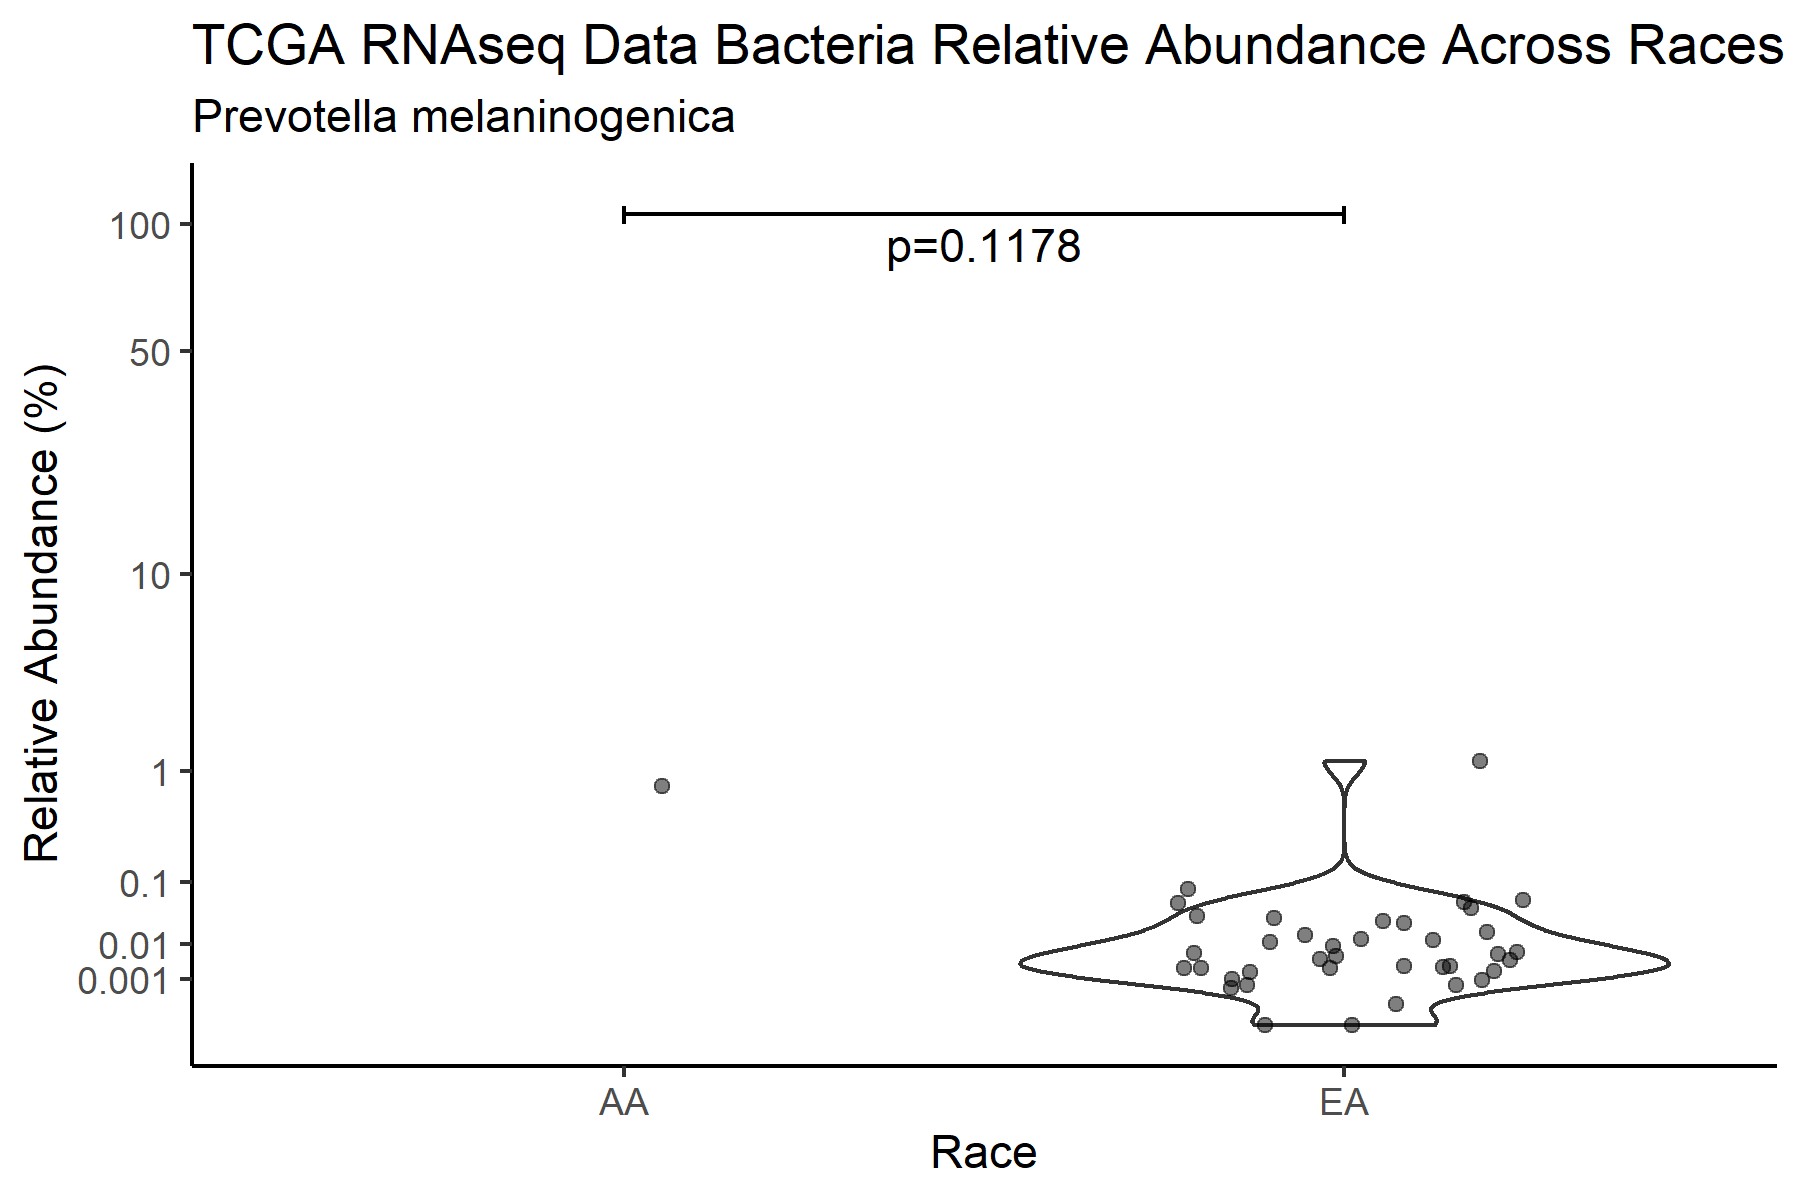 TCGA RNAseq Data Bacteria Relative Abundance Across Races
Prevotella melaninogenica
100
50
10
1
0.1
0.01
0.001
Relative Abundance (%)
p=0.1178
AA
EA
Race